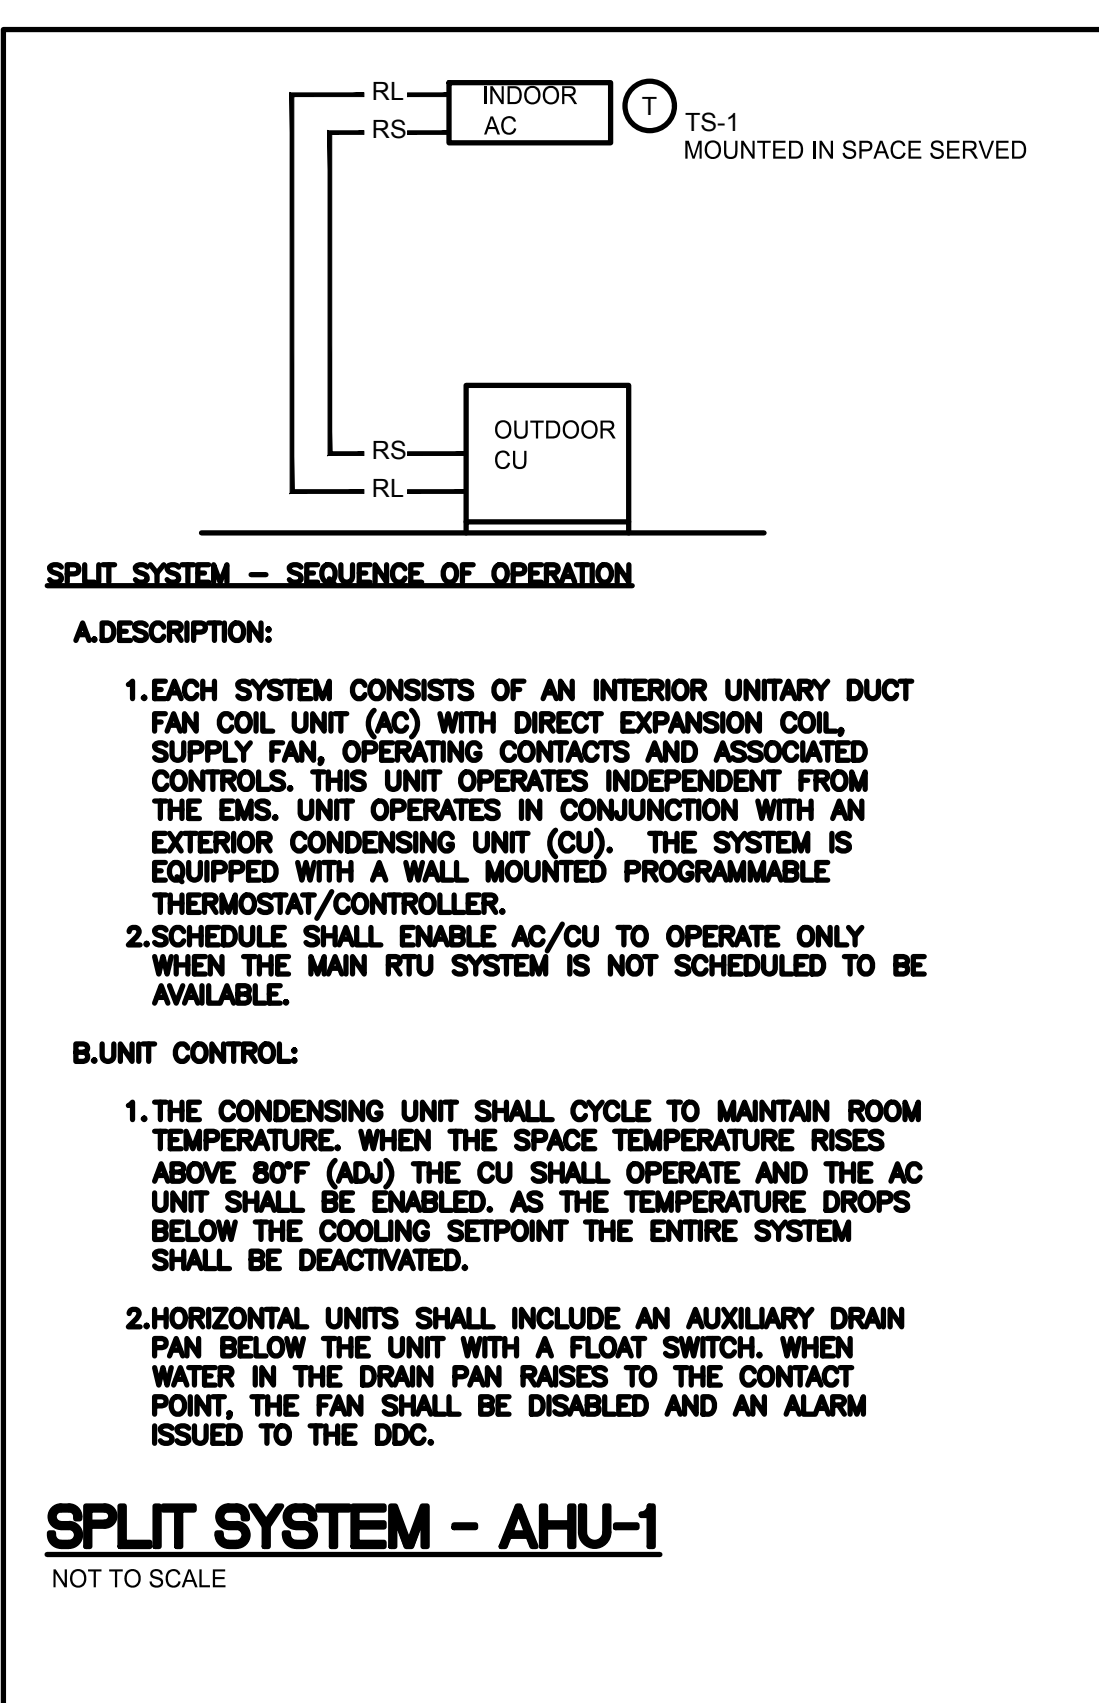 RL
INDOOR
AC
T
RS
TS-1
MOUNTED IN SPACE SERVED
OUTDOOR
CU
RS
RL
SPLIT SYSTEM – SEQUENCE OF OPERATION
A.DESCRIPTION:
1.EACH SYSTEM CONSISTS OF AN INTERIOR UNITARY DUCT
FAN COIL UNIT (AC) WITH DIRECT EXPANSION COIL,
SUPPLY FAN, OPERATING CONTACTS AND ASSOCIATED
CONTROLS. THIS UNIT OPERATES INDEPENDENT FROM
THE EMS. UNIT OPERATES IN CONJUNCTION WITH AN
EXTERIOR CONDENSING UNIT (CU). THE SYSTEM IS
EQUIPPED WITH A WALL MOUNTED PROGRAMMABLE
THERMOSTAT/CONTROLLER.
2.SCHEDULE SHALL ENABLE AC/CU TO OPERATE ONLY
WHEN THE MAIN RTU SYSTEM IS NOT SCHEDULED TO BE
AVAILABLE.
B.UNIT CONTROL:
1.THE CONDENSING UNIT SHALL CYCLE TO MAINTAIN ROOM
TEMPERATURE. WHEN THE SPACE TEMPERATURE RISES
ABOVE 80°F (ADJ) THE CU SHALL OPERATE AND THE AC
UNIT SHALL BE ENABLED. AS THE TEMPERATURE DROPS
BELOW THE COOLING SETPOINT THE ENTIRE SYSTEM
SHALL BE DEACTIVATED.
2.HORIZONTAL UNITS SHALL INCLUDE AN AUXILIARY DRAIN
PAN BELOW THE UNIT WITH A FLOAT SWITCH. WHEN
WATER IN THE DRAIN PAN RAISES TO THE CONTACT
POINT, THE FAN SHALL BE DISABLED AND AN ALARM
ISSUED TO THE DDC.
SPLIT SYSTEM - AHU-1
NOT TO SCALE